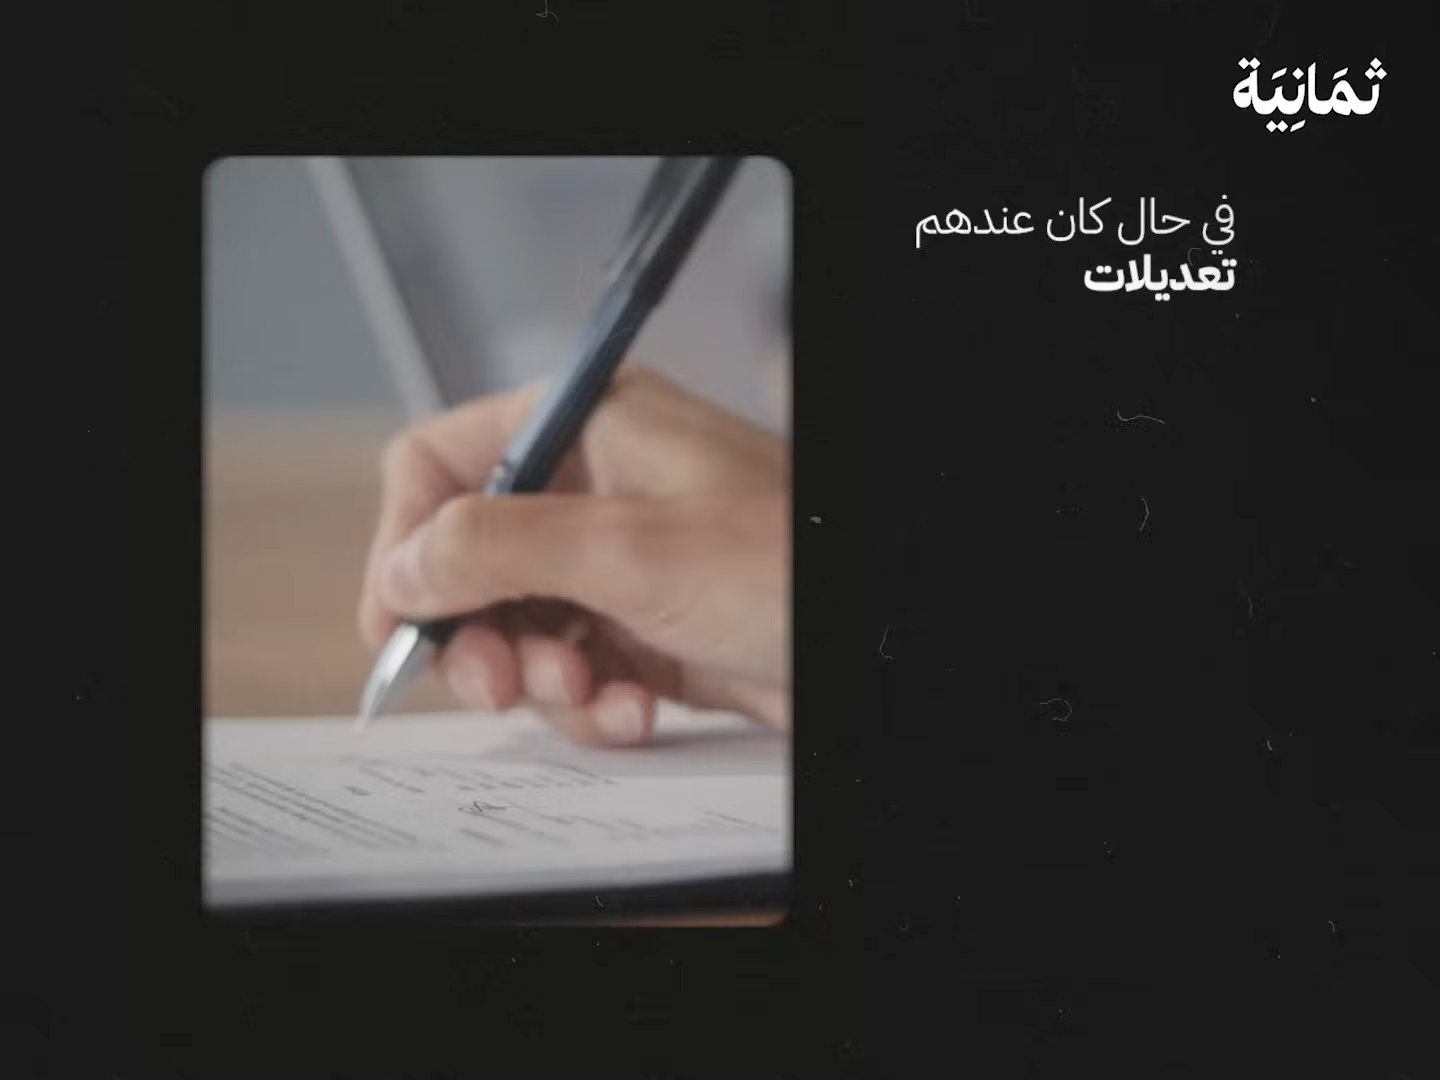 ثمَانِيَة
في حال كان عندهم
تعديلات